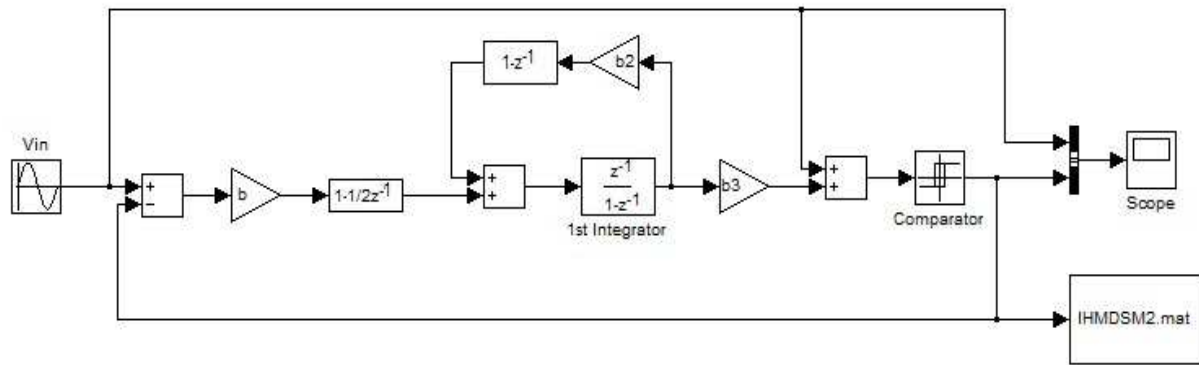 1-z-1
b2
Vin
+
-
b
1-1/2z-1
+
+
z-1
1-z-1
1st Integrator
b3
+
+
Comparator
Scope
IHMDSM2.mat